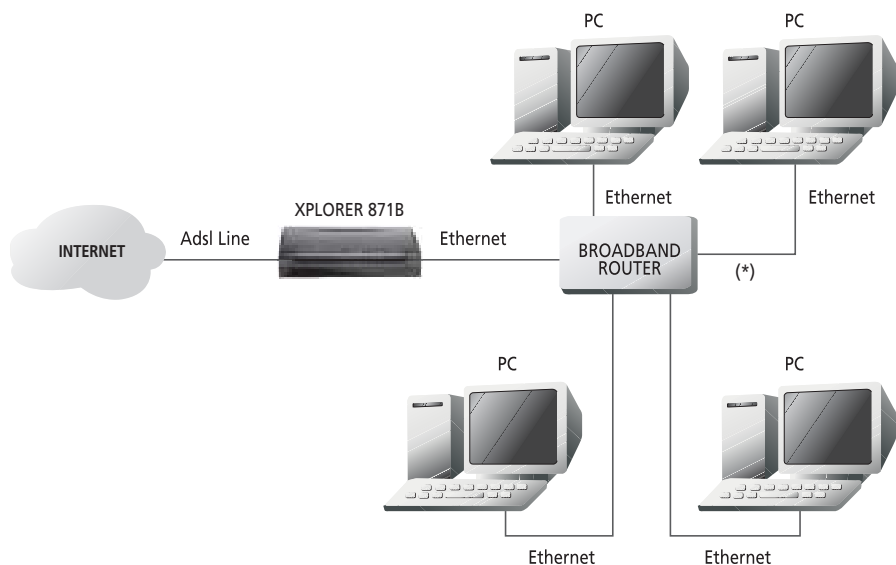 PC
PC
Ethernet
Ethernet
XPLORER 871B
INTERNET
Adsl Line
Ethernet
BROADBAND
ROUTER
(*)
PC
PC
Ethernet
Ethernet